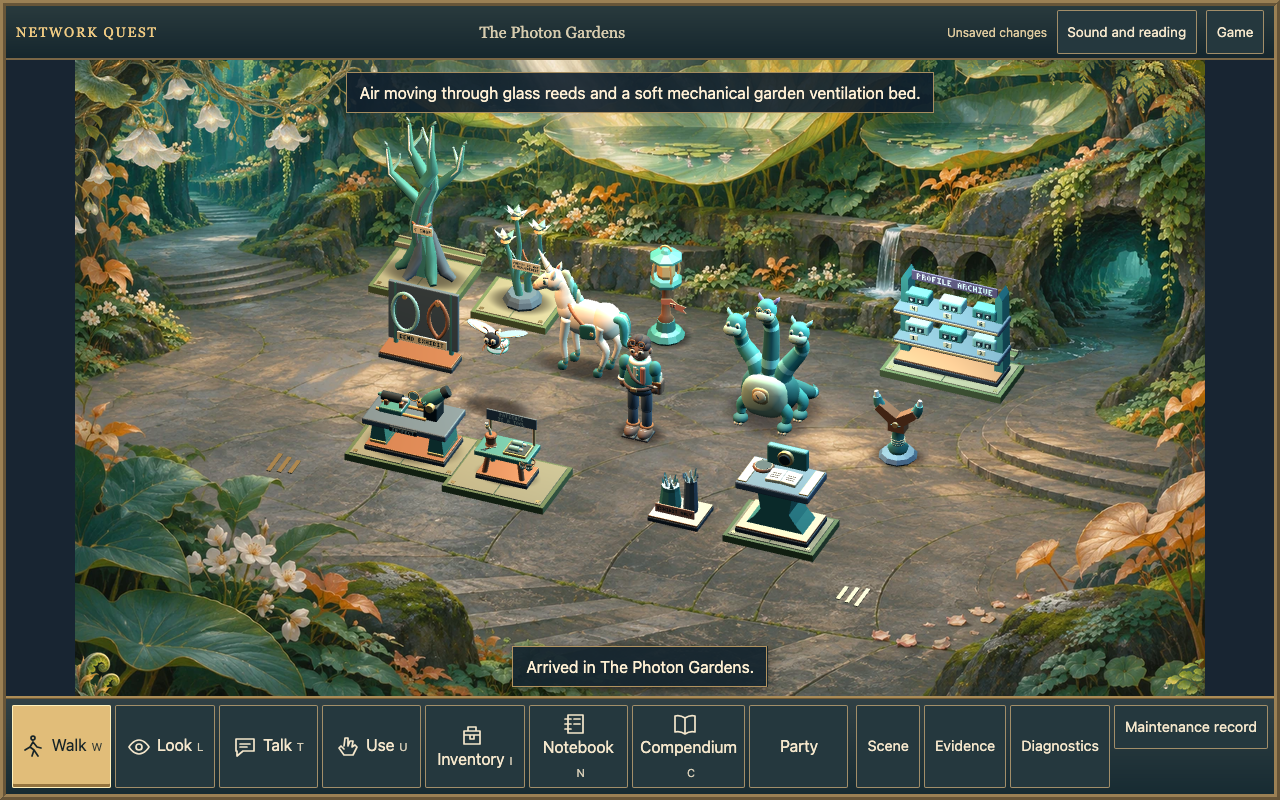 NETWORK QUEST
The Photon Gardens
Unsaved changes
Sound and reading
Game
Air moving through glass reeds and a soft mechanical garden ventilation bed.
PROFILE ARCHIVE
Arrived in The Photon Gardens.
Walk W
Look L
Talk T
Use U
Inventory I
Notebook
N
Compendium
C
Party
Scene
Evidence
Diagnostics
Maintenance record